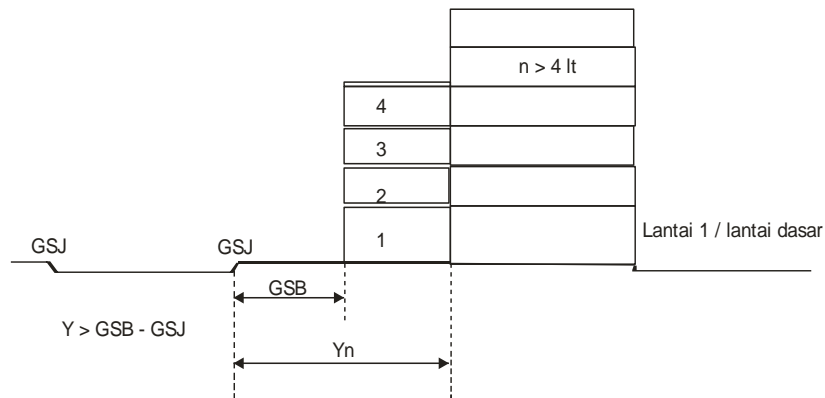 n > 4 lt
4
3
2
1
Lantai 1 / lantai dasar
GSJ
GSJ
GSB
Y > GSB - GSJ
Yn